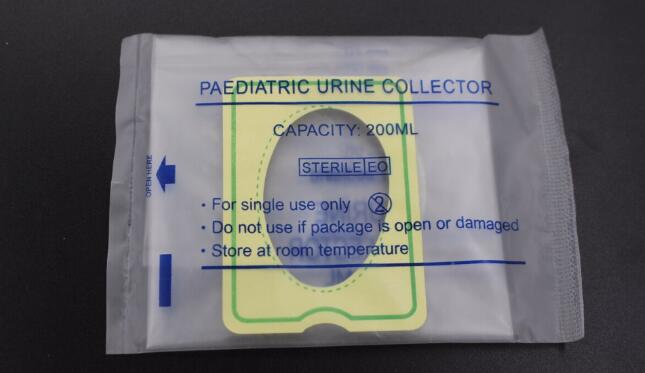 PAEDIATRIC URINE COLLECTOR
CAPACITY: 200ML
STERILE EO
OPEN HERE
· For single use only 2
· Do not use if package is open or damaged
· Store at room temperature